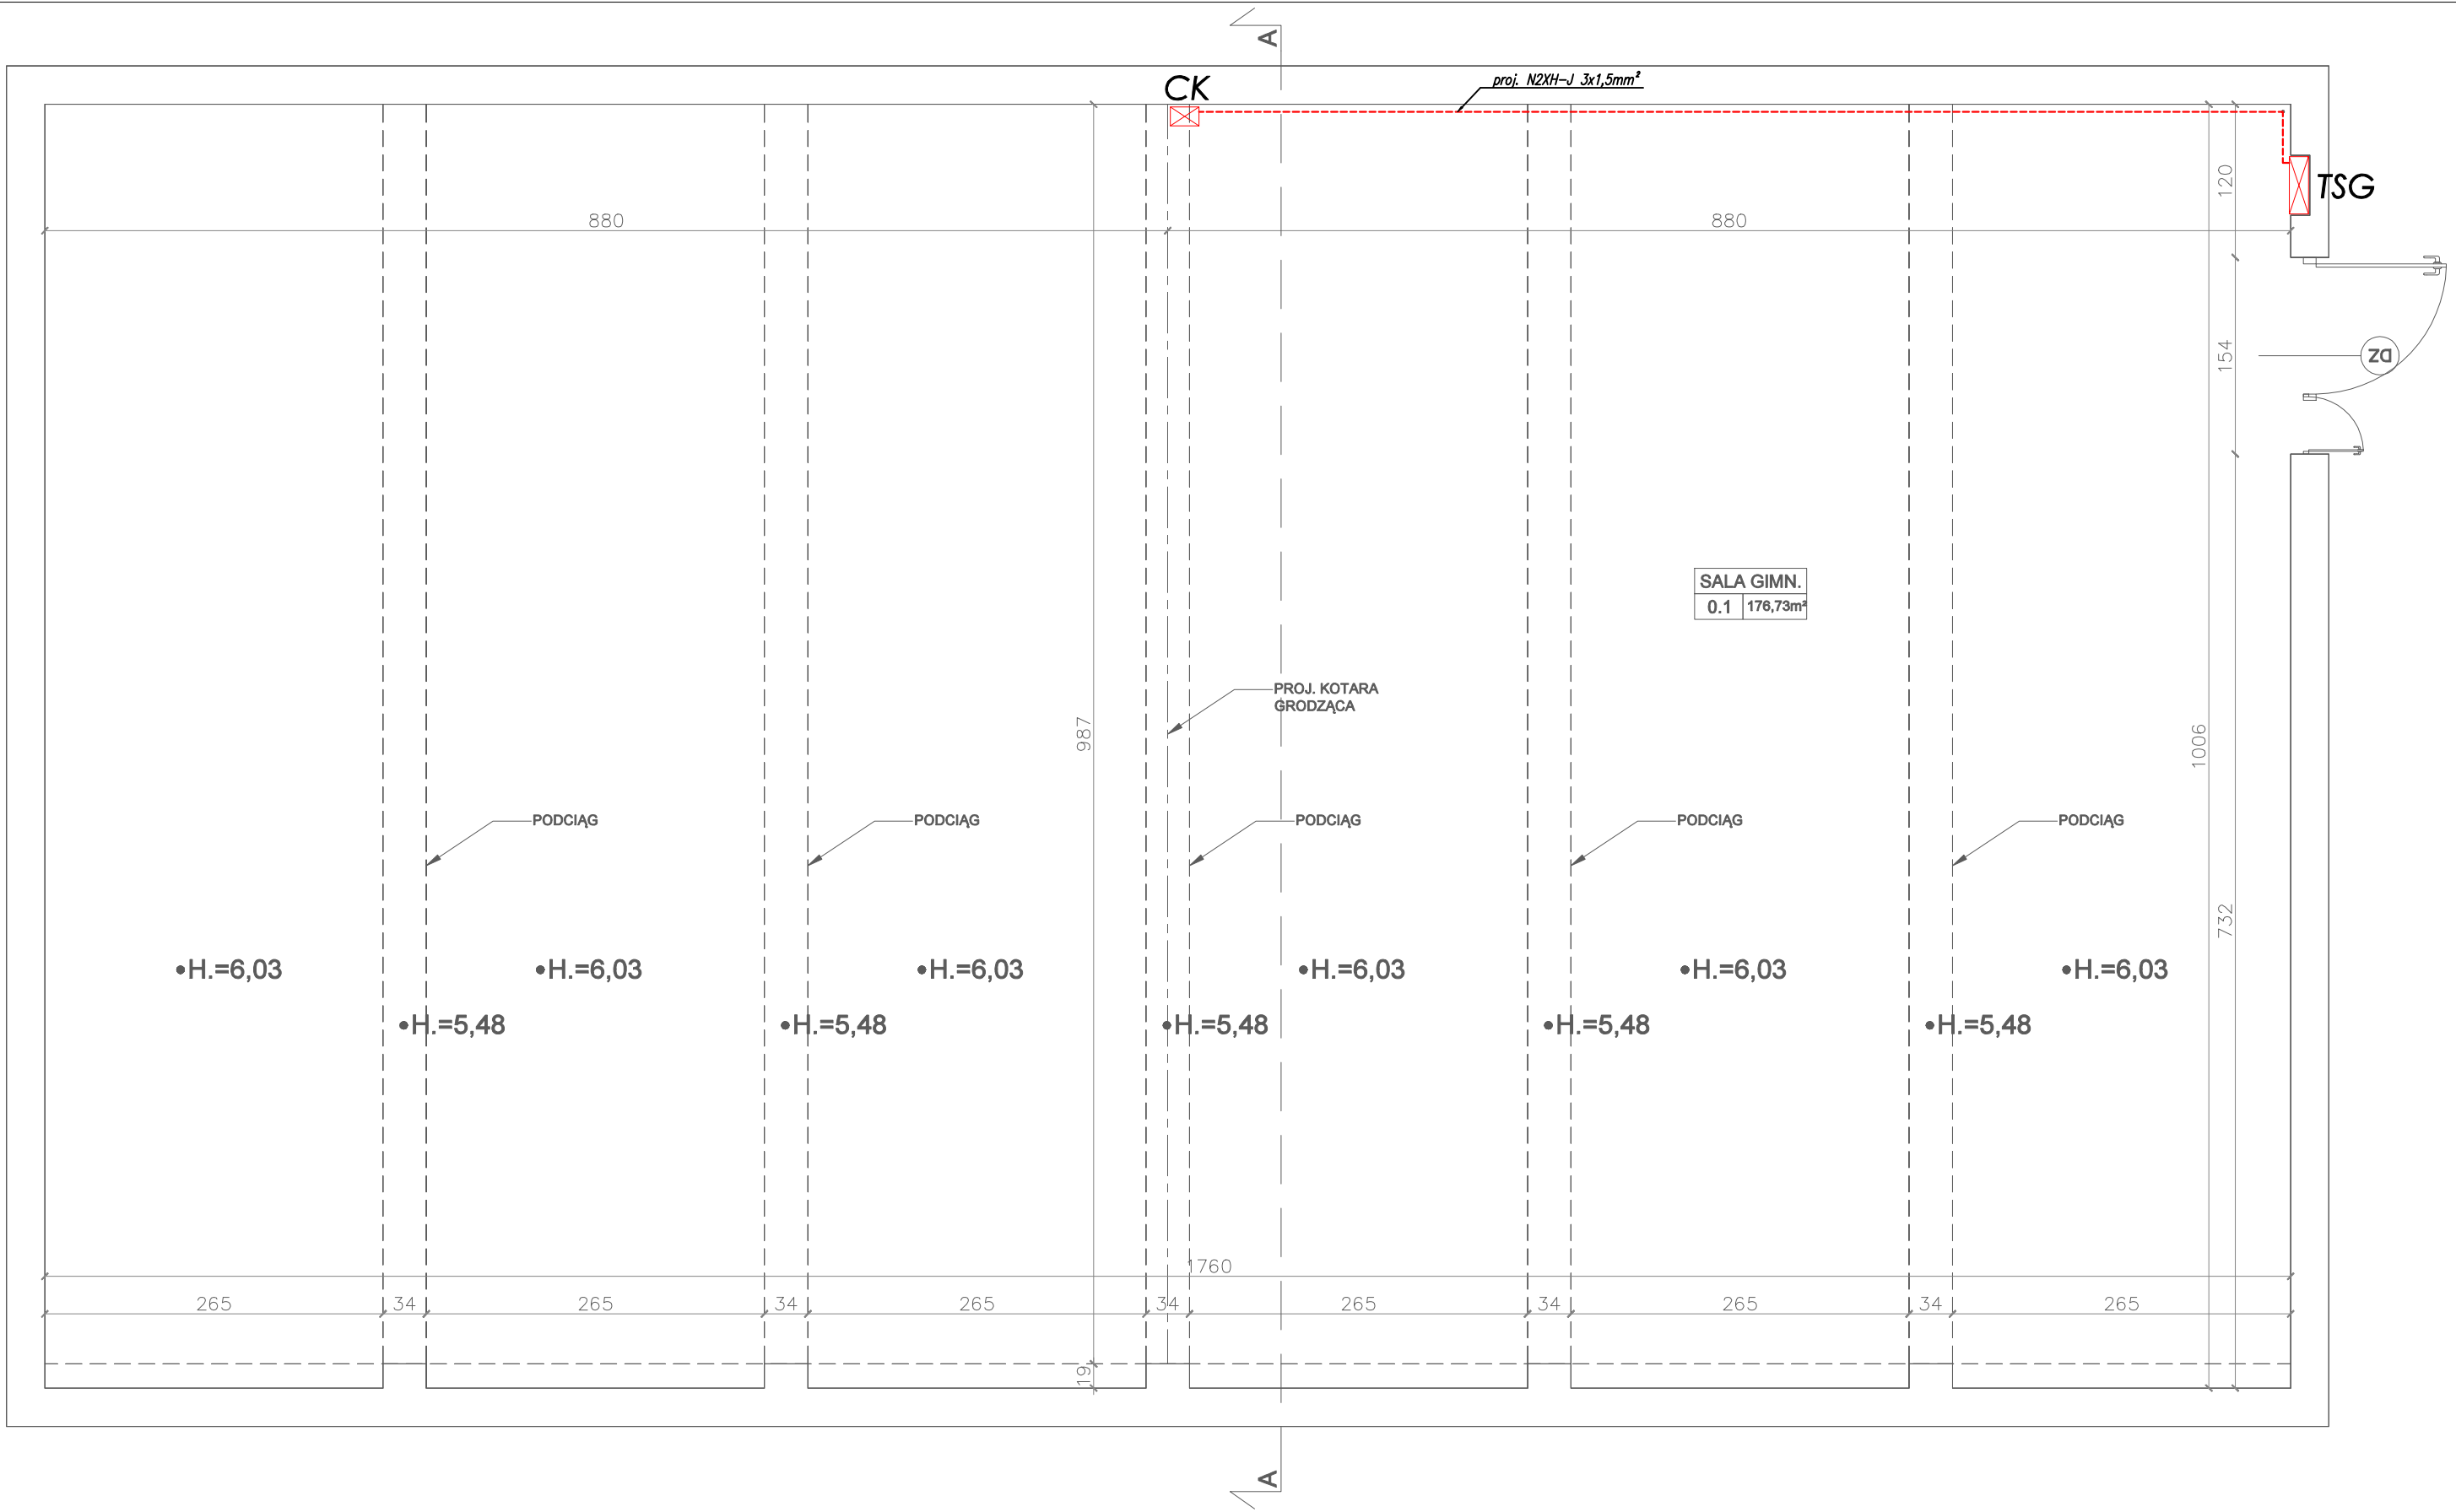 A
CK
proj. N2XH-J 3x1,5mm²
TSG
120
880
880
154
DZ
SALA GIMN.
0.1 176,73m²
PROJ. KOTARA
GRODZĄCA
987
1006
PODCIĄG
PODCIĄG
PODCIĄG
PODCIĄG
PODCIĄG
732
H.=6,03
H.=6,03
H.=6,03
H.=6,03
H.=6,03
H.=6,03
H.=5,48
H.=5,48
H.=5,48
H.=5,48
H.=5,48
1760
265
34
265
34
265
34
265
34
265
34
265
19
A